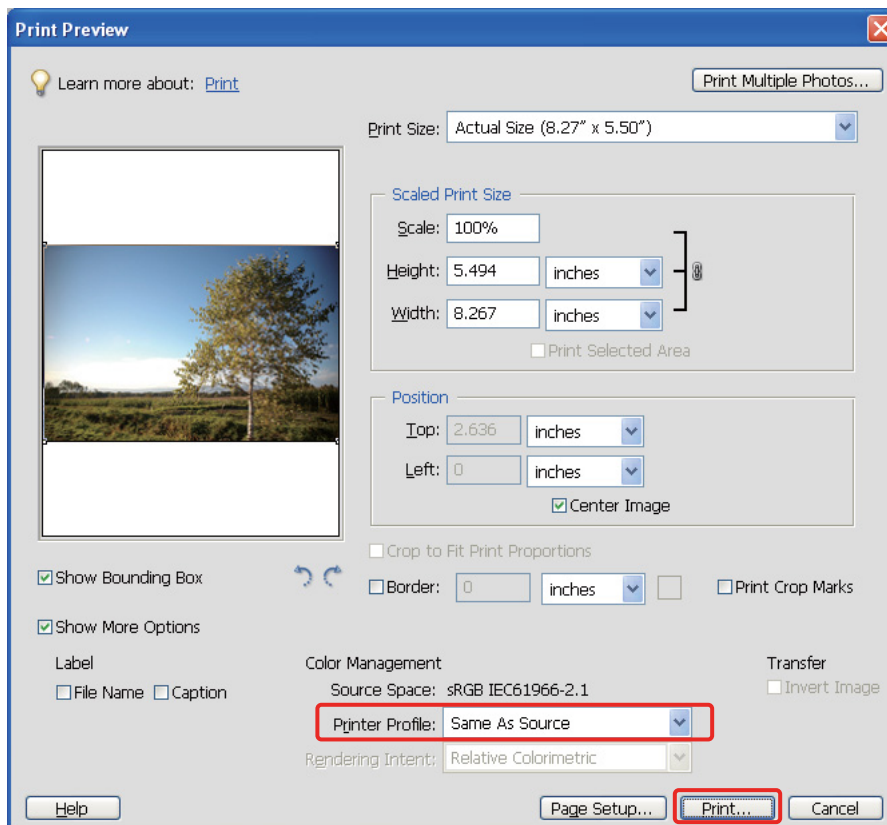 Print Preview
Learn more about: Print
Print Multiple Photos...
Print Size: Actual Size (8.27" x 5.50")
Scaled Print Size
Scale: 100%
Height: 5.494 inches
Width: 8.267 inches
Print Selected Area
Position
Top: 2.636 inches
Left: 0 inches
Center Image
Crop to Fit Print Proportions
Show Bounding Box
Border: 0 inches
Print Crop Marks
Show More Options
Label
File Name Caption
Color Management
Source Space: sRGB IEC61966-2.1
Printer Profile: Same As Source
Rendering Intent: Relative Colorimetric
Transfer
Invert Image
Help
Page Setup...
Print...
Cancel